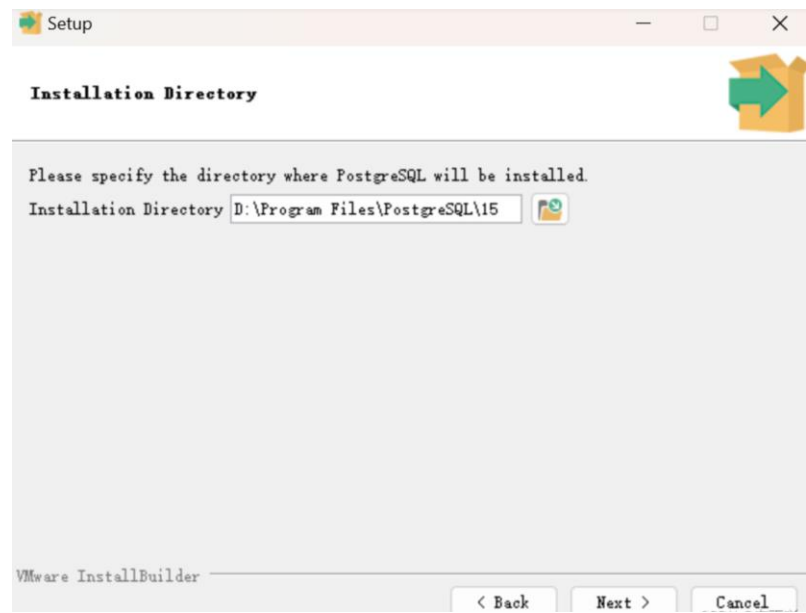 Setup
Installation Directory
Please specify the directory where PostgreSQL will be installed.
Installation Directory D:\Program Files\PostgreSQL\15
VMware InstallBuilder
< Back Next > Cancel